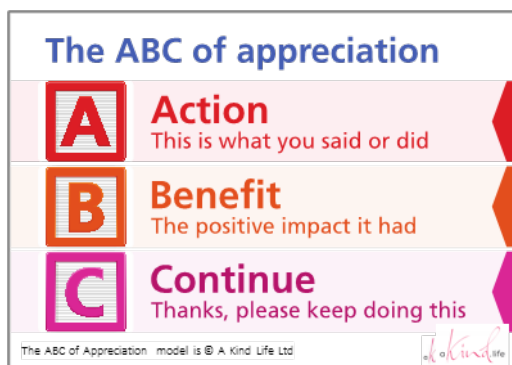 The ABC of appreciation
A
Action
This is what you said or did
B
Benefit
The positive impact it had
C
Continue
Thanks, please keep doing this
The ABC of Appreciation model is © A Kind Life Ltd
a kind life